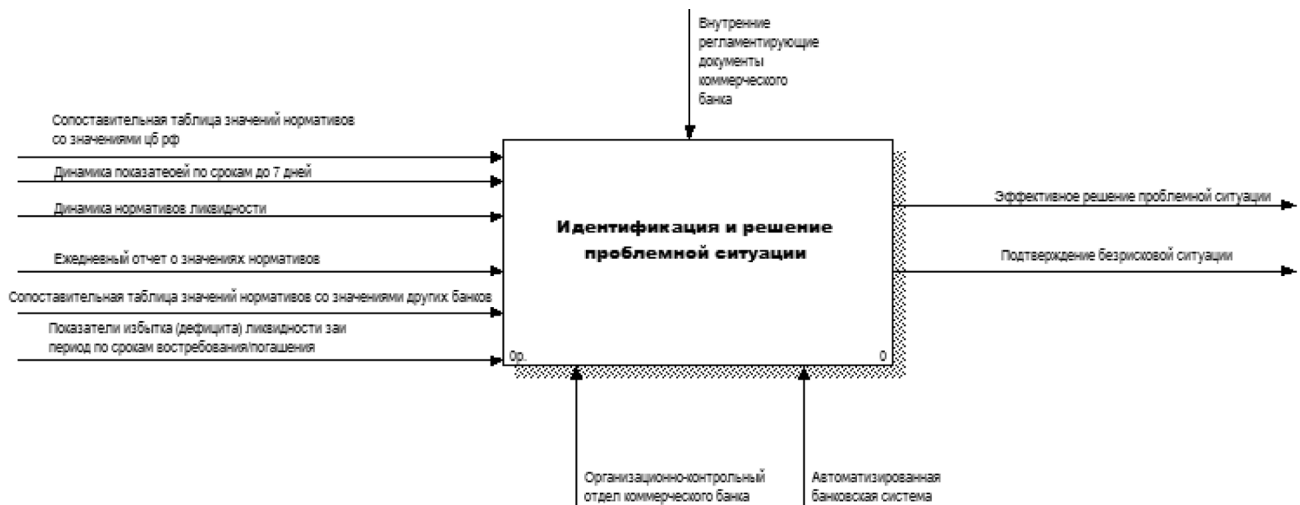 Внутренние
регламентирующие
документы
коммерческого
банка
Сопоставительная таблица значений нормативов
со значениями цб рф
Динамика показатеоей по срокам до 7 дней
Динамика нормативов ликвидности
Ежедневный отчет о значениях нормативов
Сопоставительная таблица значений нормативов со значениями других банков
Показатели избытка (дефицита) ликвидности заи
период по срокам востребования/погашения
Идентификация и решение
проблемной ситуации
0р.
0
Эффективное решение проблемной ситуации
Подтверждение безрисковой ситуации
Организационно-контрольный
отдел коммерческого банка
Автоматизированная
банковская система